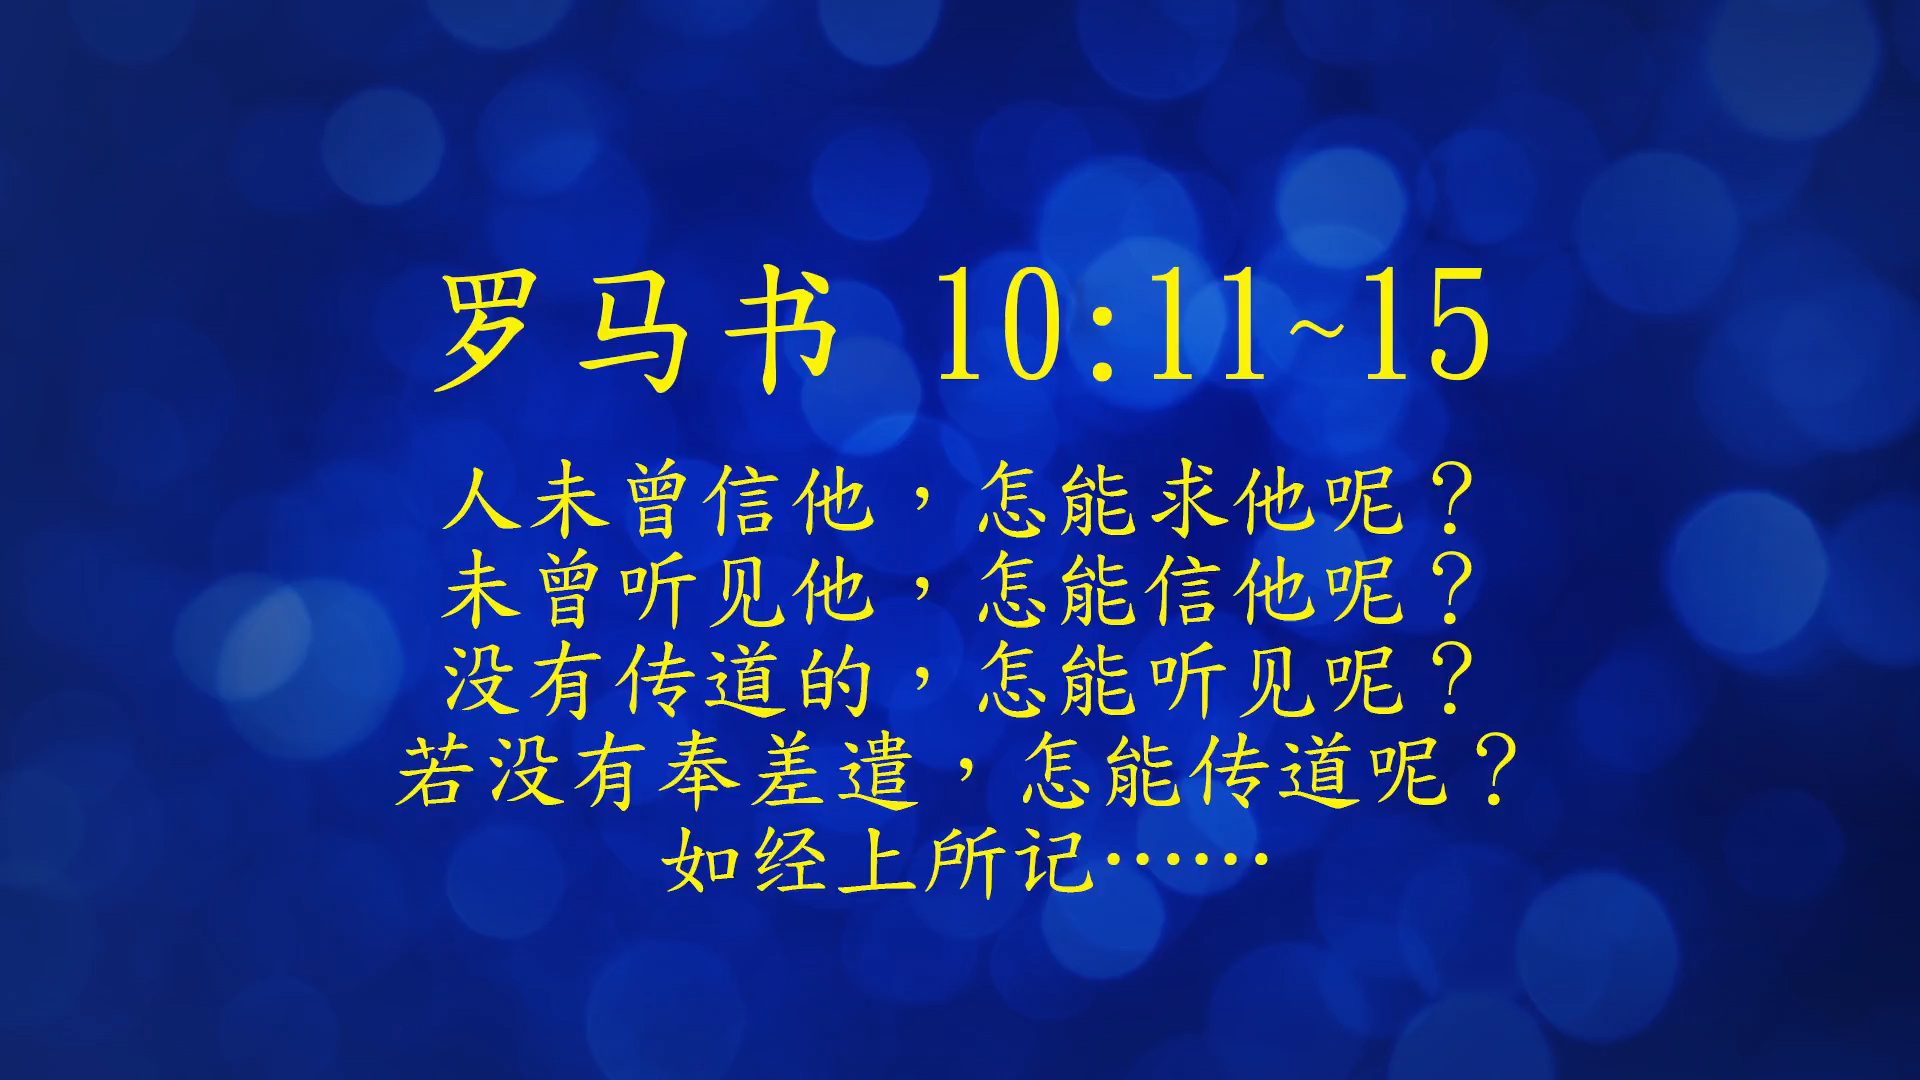 罗马书 10:11~15
人未曾信他，怎能求他呢？
未曾听见他，怎能信他呢？
没有传道的，怎能听见呢？
若没有奉差遣，怎能传道呢？
如经上所记……